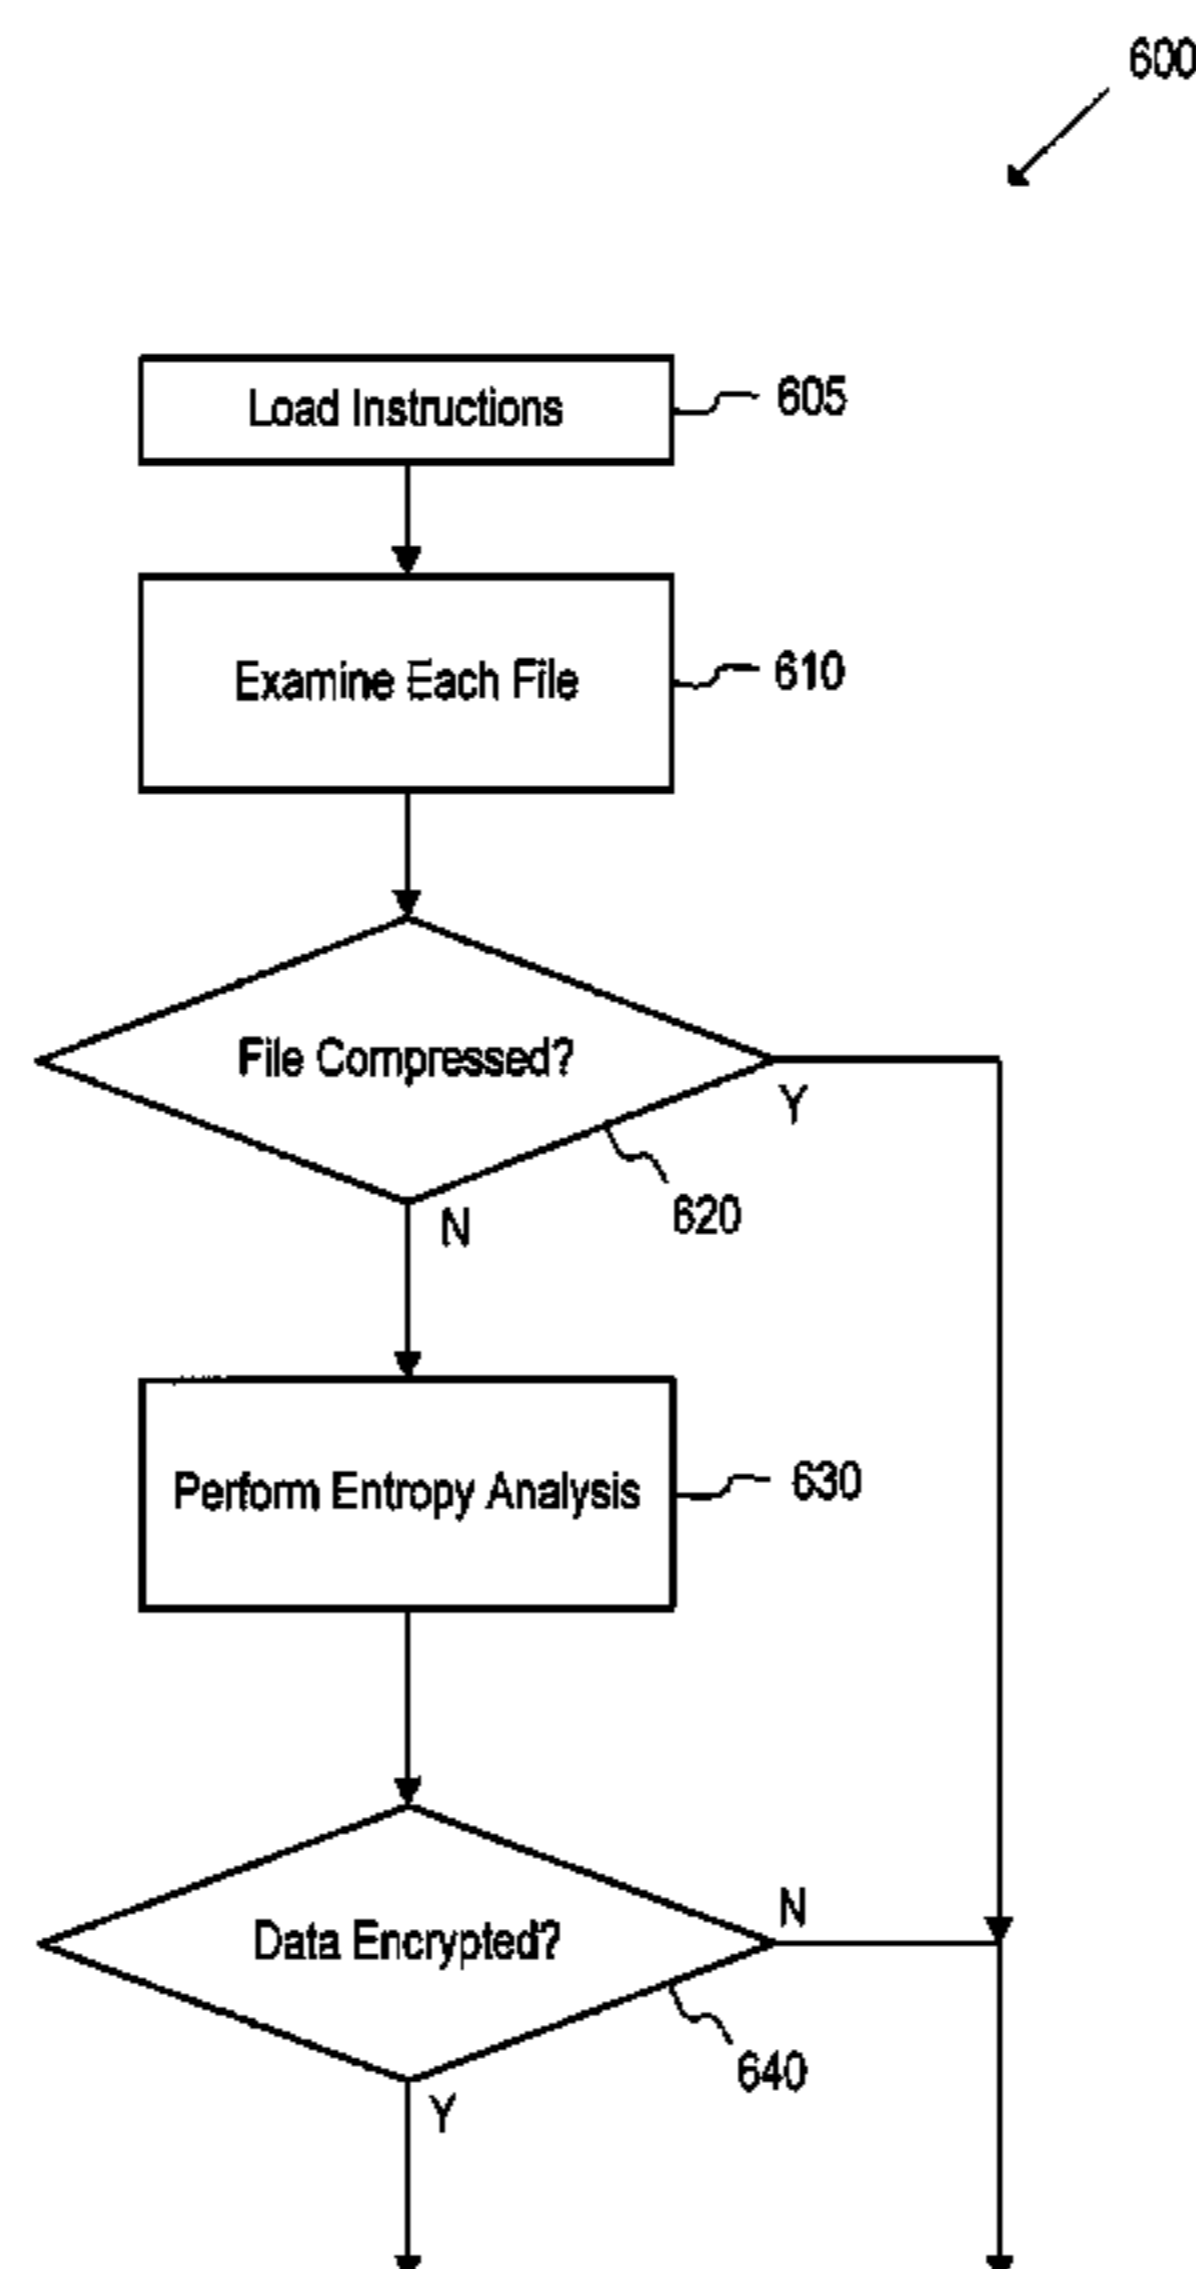 600
Load Instructions
605
Examine Each File
610
File Compressed?
Y
620
N
Perform Entropy Analysis
630
N
Data Encrypted?
640
Y